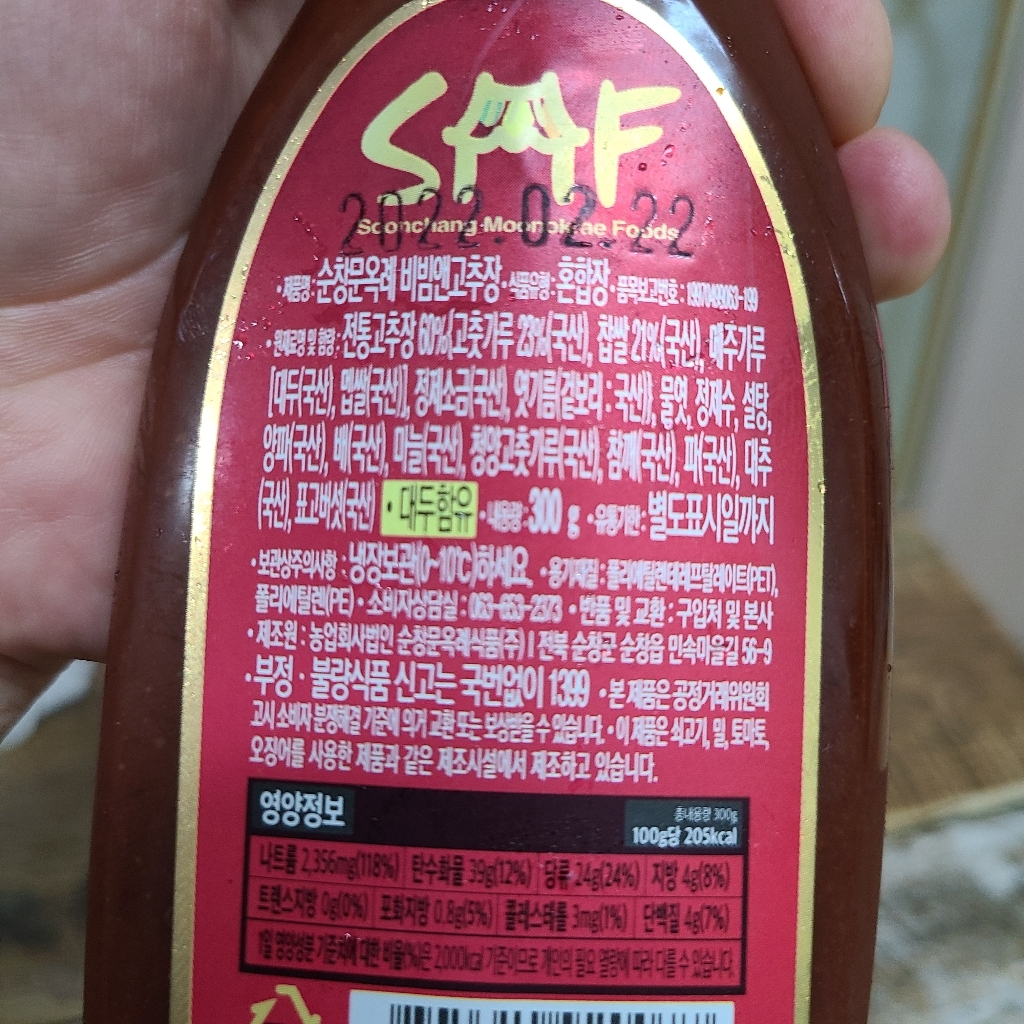 SMF
2022.02.22
Soonchang Moonokrae Foods
·제품명:순창문옥례 비빔앤고추장·식품유형:혼합장·품목보고번호:
·원재료명 및 함량:전통고추장 60%{고춧가루 23%(국산), 찹쌀 21%(국산), 메주가루
[대두(국산), 멥쌀(국산)], 정제소금(국산), 엿기름(겉보리:국산)}, 물엿, 정제수, 설탕,
양파(국산), 배(국산), 마늘(국산), 청양고춧가루(국산), 참깨(국산), 파(국산), 대추
(국산), 표고버섯(국산) ·대두함유 ·내용량:300 g ·유통기한:별도표시일까지
·보관상주의사항:냉장보관(0~10℃)하세요. ·용기재질:폴리에틸렌테레프탈레이트(PET),
폴리에틸렌(PE)·소비자상담실:063-653-2373·반품 및 교환:구입처 및 본사
·제조원:농업회사법인 순창문옥례식품(주) | 전북 순창군 순창읍 민속마을길 56-9
·부정·불량식품 신고는 국번없이 1399 ·본 제품은 공정거래위원회
고시 소비자 분쟁해결 기준에 의거 교환 또는 보상받을 수 있습니다.·이 제품은 쇠고기, 밀, 토마토,
오징어를 사용한 제품과 같은 제조시설에서 제조하고 있습니다.
영양정보
총내용량 300g
100g당 205kcal
나트륨 2,356mg(118%) 탄수화물 39g(12%) 당류 24g(24%) 지방 4g(8%)
트랜스지방 0g(0%) 포화지방 0.8g(5%) 콜레스테롤 3mg(1%) 단백질 4g(7%)
1일 영양성분 기준치에 대한 비율(%)은 2,000kcal 기준이므로 개인의 필요 열량에 따라 다를 수 있습니다.